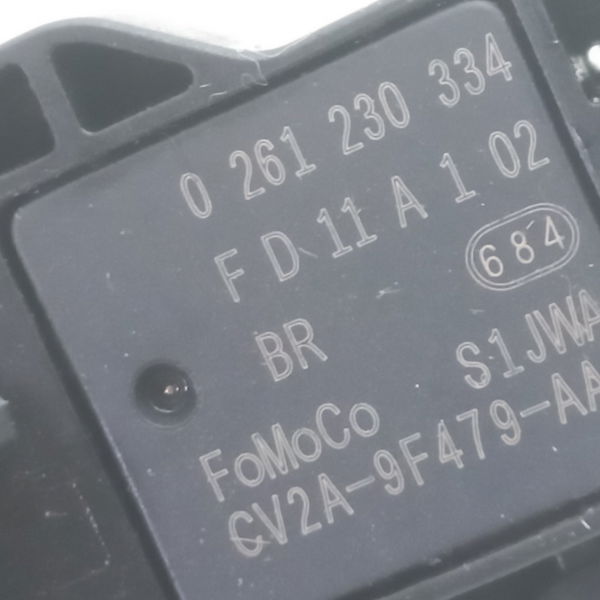 0 261 230 334
F D 11 A 1 02
684
BR S1JWA
FoMoCo
CV2A-9F479-AA